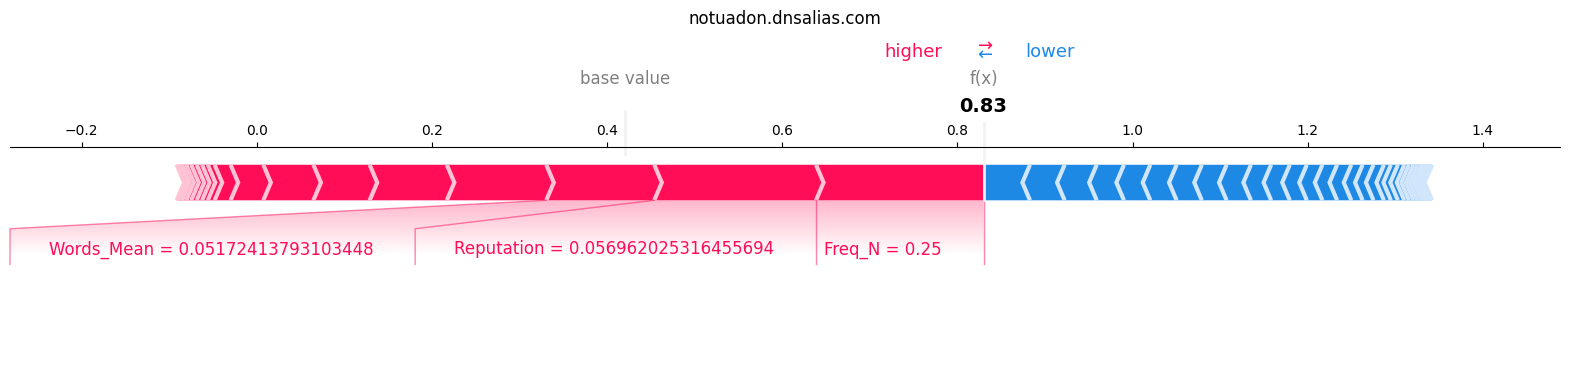 notuadon.dnsalias.com
higher ⇄ lower
base value f(x)
0.83
−0.2 0.0 0.2 0.4 0.6 0.8 1.0 1.2 1.4
Words_Mean = 0.05172413793103448 Reputation = 0.056962025316455694 Freq_N = 0.25